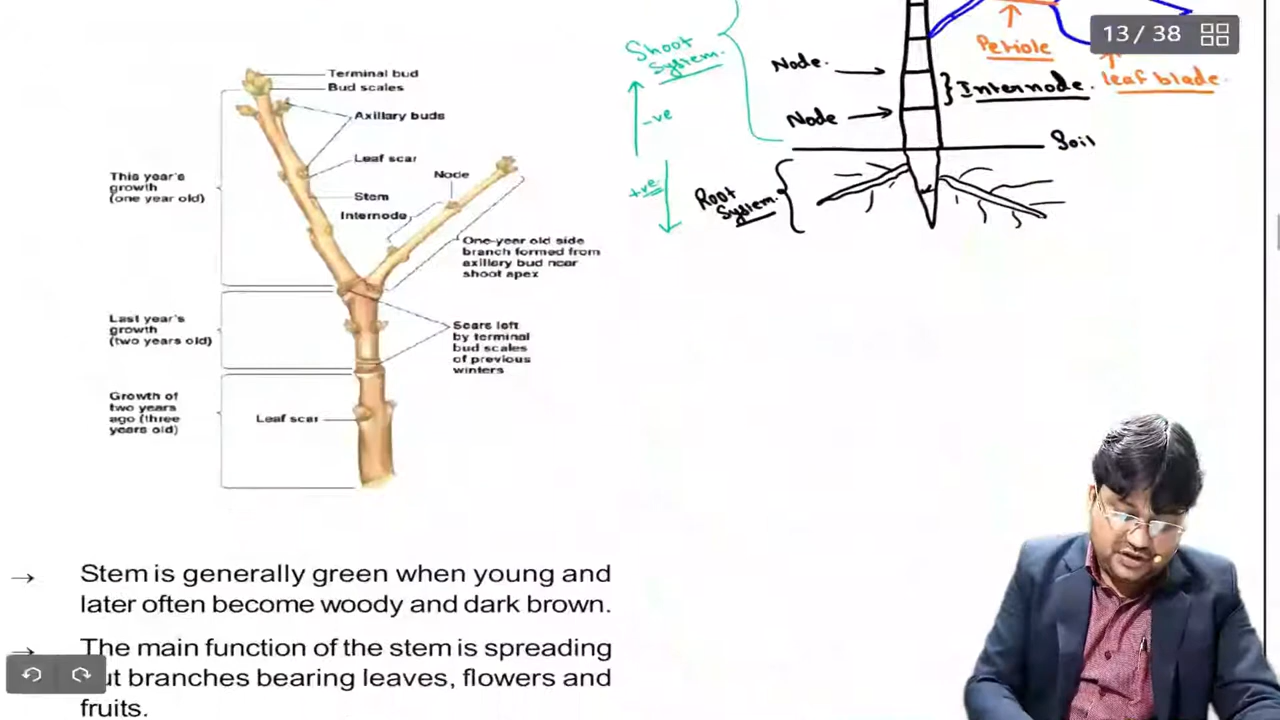 13 / 38
Shoot
System.
-ve
+ve
Node.
Node
Petiole
leaf blade.
Internode.
Soil
Root
System.
Terminal bud
Bud scales
Axillary buds
Leaf scar
Node
Stem
Internode
This year's
growth
(one year old)
One-year old side
branch formed from
axillary bud near
shoot apex
Last year's
growth
(two years old)
Scars left
by terminal
bud scales
of previous
winters
Growth of
two years
ago (three
years old)
Leaf scar
→ Stem is generally green when young and
later often become woody and dark brown.
→ The main function of the stem is spreading
ut branches bearing leaves, flowers and
fruits.